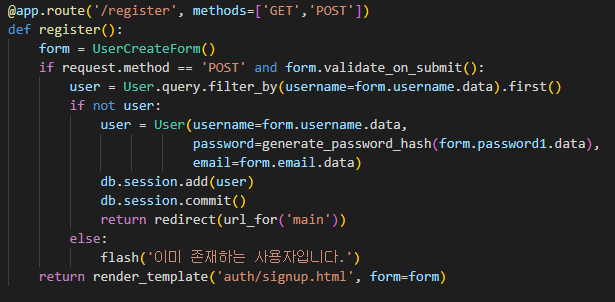 @app.route('/register', methods=['GET','POST'])
def register():
    form = UserCreateForm()
    if request.method == 'POST' and form.validate_on_submit():
        user = User.query.filter_by(username=form.username.data).first()
        if not user:
            user = User(username=form.username.data,
                        password=generate_password_hash(form.password1.data),
                        email=form.email.data)
            db.session.add(user)
            db.session.commit()
            return redirect(url_for('main'))
        else:
            flash('이미 존재하는 사용자입니다.')
    return render_template('auth/signup.html', form=form)